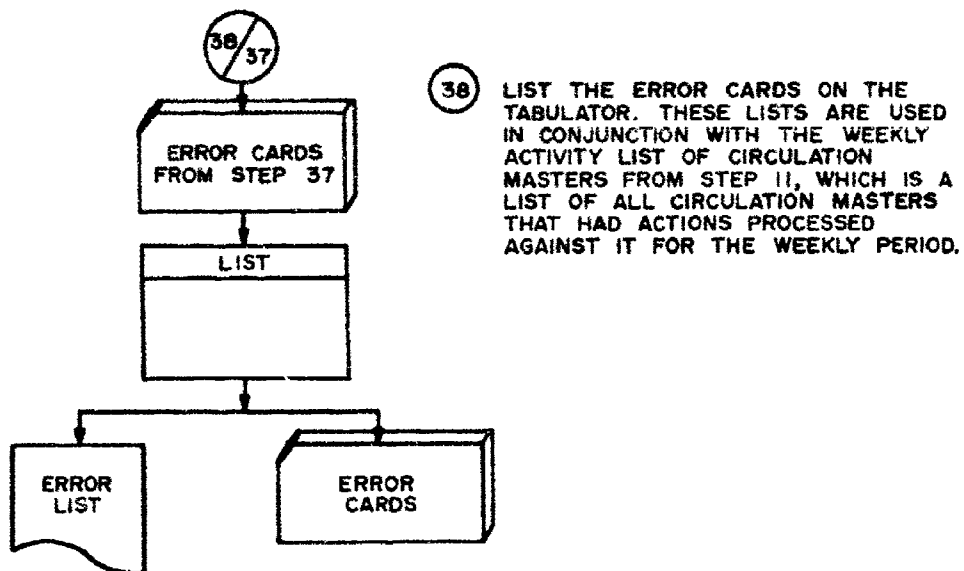 38/37
ERROR CARDS
FROM STEP 37
LIST
ERROR
LIST
ERROR
CARDS
38 LIST THE ERROR CARDS ON THE
TABULATOR. THESE LISTS ARE USED
IN CONJUNCTION WITH THE WEEKLY
ACTIVITY LIST OF CIRCULATION
MASTERS FROM STEP 11, WHICH IS A
LIST OF ALL CIRCULATION MASTERS
THAT HAD ACTIONS PROCESSED
AGAINST IT FOR THE WEEKLY PERIOD.